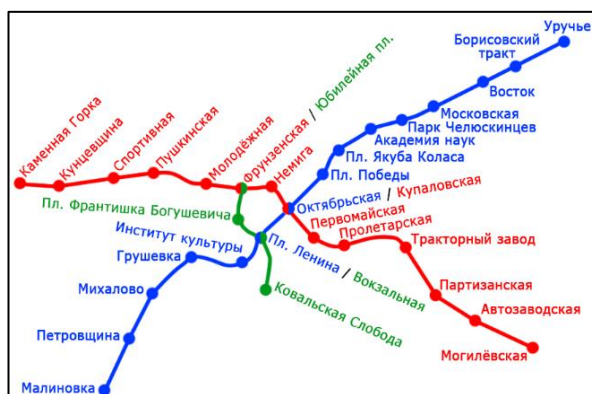 Уручье
Борисовский
тракт
Восток
Московская
Парк Челюскинцев
Академия наук
Пл. Якуба Коласа
Пл. Победы
Октябрьская / Купаловская
Каменная Горка
Кунцевщина
Спортивная
Пушкинская
Молодёжная
Фрунзенская / Юбилейная пл.
Немига
Первомайская
Пролетарская
Тракторный завод
Партизанская
Автозаводская
Могилёвская
Пл. Франтишка Богушевича
Институт культуры
Пл. Ленина / Вокзальная
Грушевка
Ковальская Слобода
Михалово
Петровщина
Малиновка